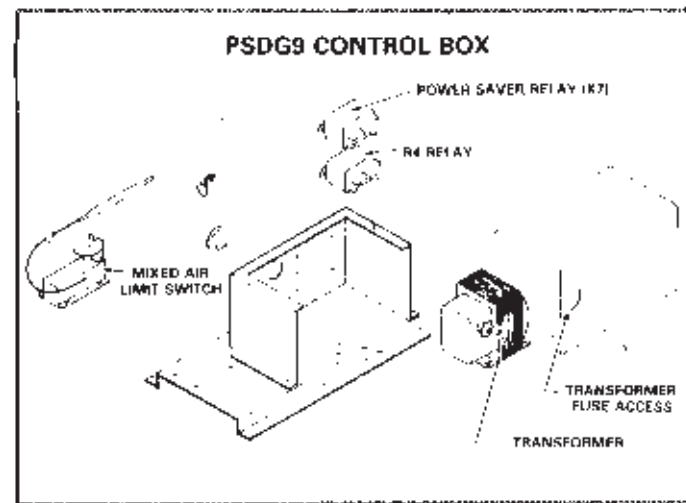 PSDG9 CONTROL BOX
POWER SAVER RELAY (K7)
R4 RELAY
MIXED AIR
LIMIT SWITCH
TRANSFORMER
FUSE ACCESS
TRANSFORMER